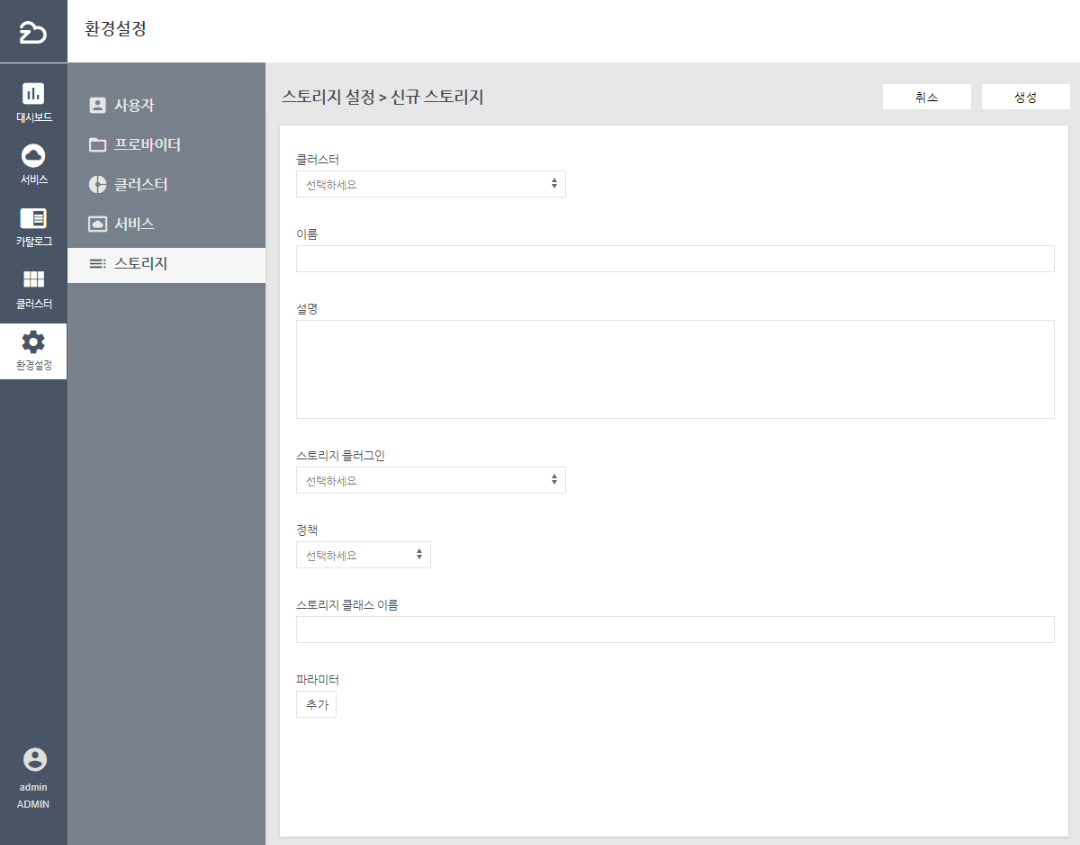 환경설정
대시보드
서비스
카탈로그
클러스터
환경설정
admin
ADMIN
사용자
프로바이더
클러스터
서비스
스토리지
스토리지 설정 > 신규 스토리지
취소
생성
클러스터
선택하세요
이름
설명
스토리지 플러그인
선택하세요
정책
선택하세요
스토리지 클래스 이름
파라미터
추가